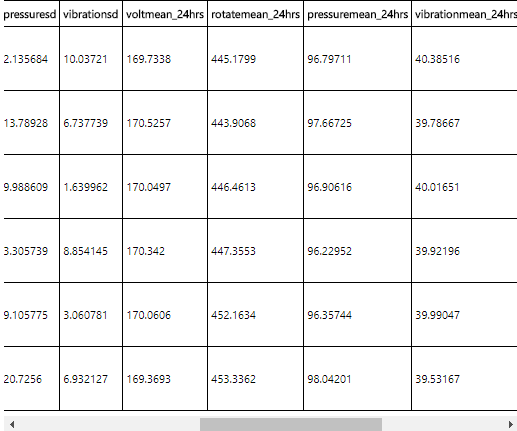 pressuresd vibrationsd voltmean_24hrs rotatemean_24hrs pressuremean_24hrs vibrationmean_24hrs
2.135684 10.03721 169.7338 445.1799 96.79711 40.38516
13.78928 6.737739 170.5257 443.9068 97.66725 39.78667
9.988609 1.639962 170.0497 446.4613 96.90616 40.01651
3.305739 8.854145 170.342 447.3553 96.22952 39.92196
9.105775 3.060781 170.0606 452.1634 96.35744 39.99047
20.7256 6.932127 169.3693 453.3362 98.04201 39.53167